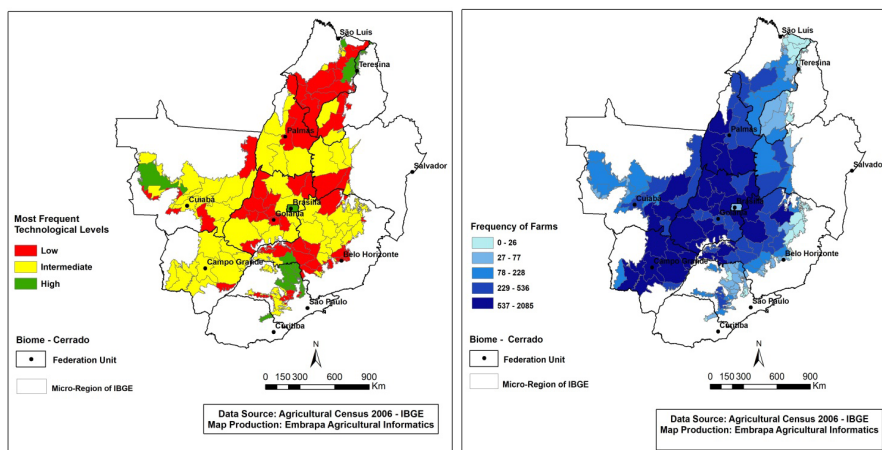 São Luis
Teresina
Palmas
Salvador
Cuiabá
Brasília
Goiânia
Campo Grande
Belo Horizonte
São Paulo
Curitiba
Most Frequent
Technological Levels
Low
Intermediate
High
Biome - Cerrado
Federation Unit
Micro-Region of IBGE
N
0 150 300 600 900
Km
Data Source: Agricultural Census 2006 - IBGE
Map Production: Embrapa Agricultural Informatics
São Luis
Teresina
Palmas
Salvador
Cuiabá
Brasília
Goiânia
Campo Grande
Belo Horizonte
São Paulo
Curitiba
Frequency of Farms
0 - 26
27 - 77
78 - 228
229 - 536
537 - 2085
Biome - Cerrado
Federation Unit
Micro-Region of IBGE
N
0 150 300 600 900
Km
Data Source: Agricultural Census 2006 - IBGE
Map Production: Embrapa Agricultural Informatics